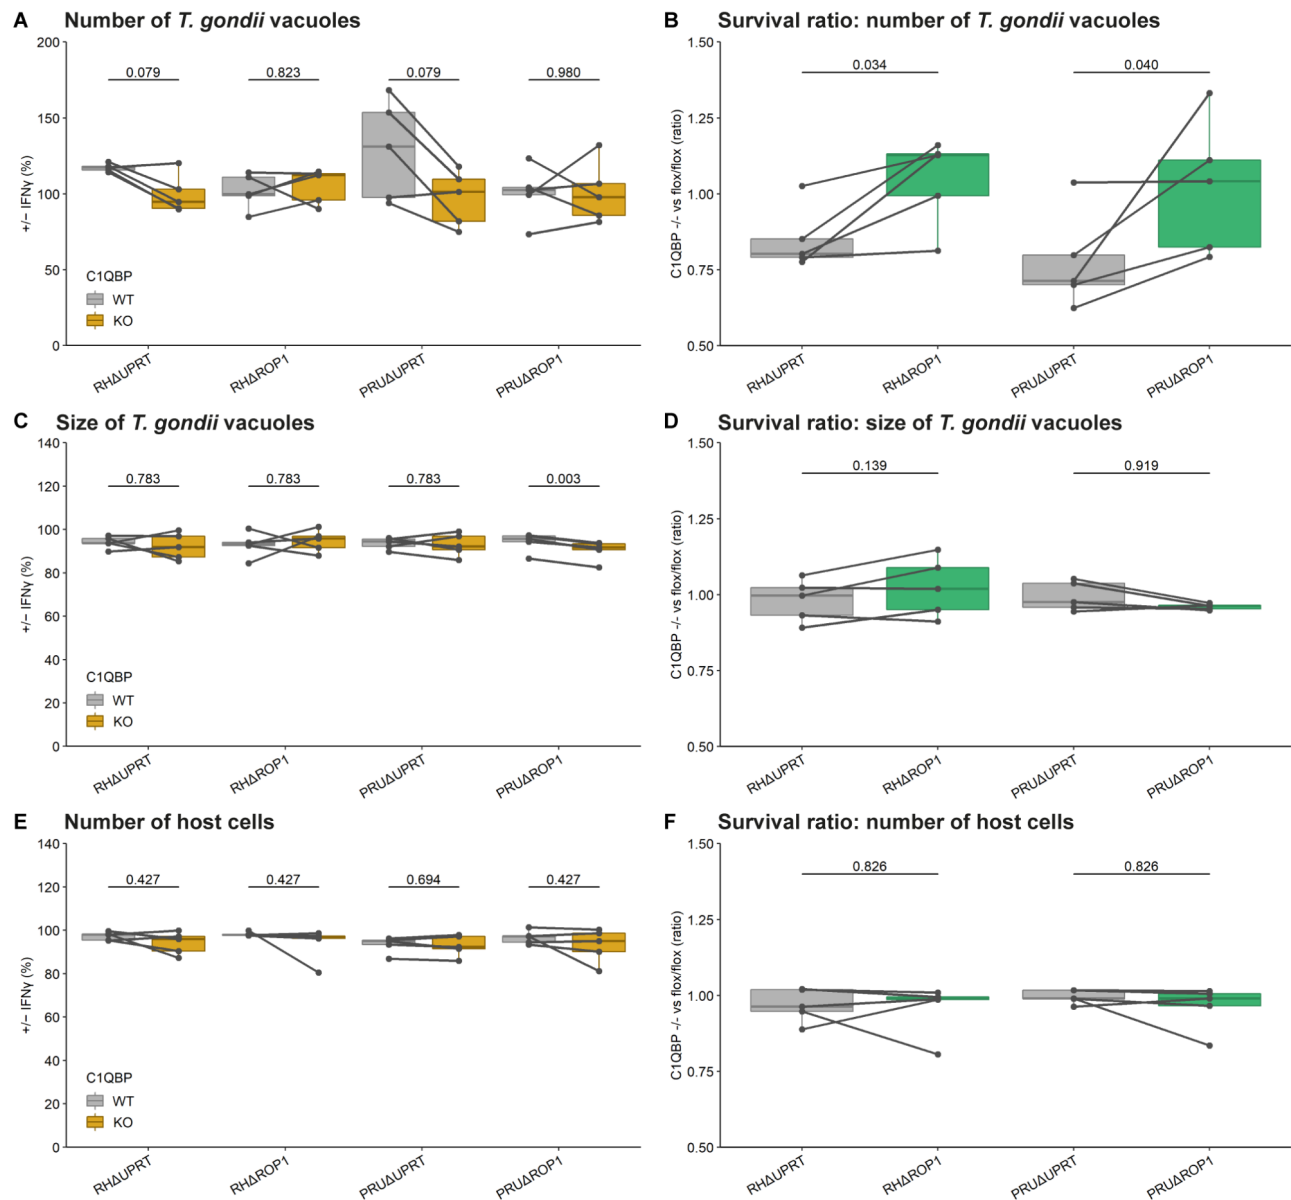 A Number of T. gondii vacuoles
200
150
100
50
0
+/− IFNγ (%)
0.079 0.823 0.079 0.980
C1QBP
WT
KO
RHΔUPRT RHΔROP1 PRUΔUPRT PRUΔROP1
B Survival ratio: number of T. gondii vacuoles
1.50
1.25
1.00
0.75
0.50
C1QBP -/- vs flox/flox (ratio)
0.034 0.040
RHΔUPRT RHΔROP1 PRUΔUPRT PRUΔROP1
C Size of T. gondii vacuoles
140
120
100
80
60
40
20
0
+/− IFNγ (%)
0.783 0.783 0.783 0.003
C1QBP
WT
KO
RHΔUPRT RHΔROP1 PRUΔUPRT PRUΔROP1
D Survival ratio: size of T. gondii vacuoles
1.50
1.25
1.00
0.75
0.50
C1QBP -/- vs flox/flox (ratio)
0.139 0.919
RHΔUPRT RHΔROP1 PRUΔUPRT PRUΔROP1
E Number of host cells
140
120
100
80
60
40
20
0
+/− IFNγ (%)
0.427 0.427 0.694 0.427
C1QBP
WT
KO
RHΔUPRT RHΔROP1 PRUΔUPRT PRUΔROP1
F Survival ratio: number of host cells
1.50
1.25
1.00
0.75
0.50
C1QBP -/- vs flox/flox (ratio)
0.826 0.826
RHΔUPRT RHΔROP1 PRUΔUPRT PRUΔROP1